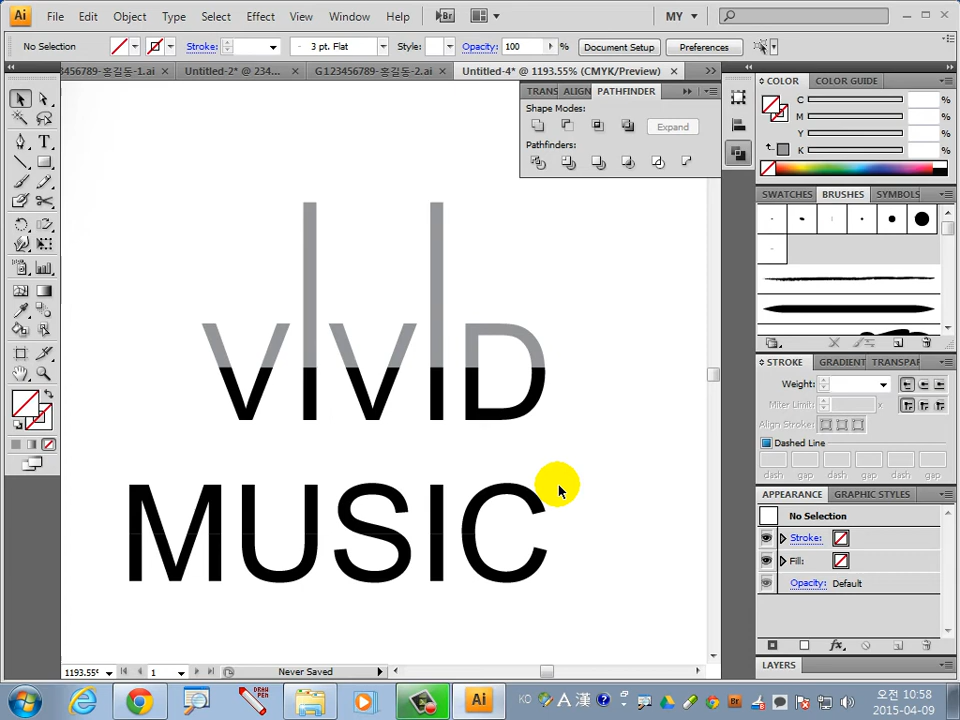 Ai File Edit Object Type Select Effect View Window Help Br MY
No Selection Stroke: 3 pt. Flat Style: Opacity: 100 % Document Setup Preferences
123456789-홍길동-1.ai Untitled-2* @ 234... G123456789-홍길동-2.ai Untitled-4* @ 1193.55% (CMYK/Preview)
COLOR COLOR GUIDE
TRANS ALIGN PATHFINDER
Shape Modes:
Expand
Pathfinders:
C %
M %
Y %
K %
SWATCHES BRUSHES SYMBOLS
VIVID
MUSIC
STROKE GRADIENT TRANSPAR
Weight:
Miter Limit: x
Align Stroke:
Dashed Line
dash gap dash gap dash gap
APPEARANCE GRAPHIC STYLES
No Selection
Stroke:
Fill:
Opacity: Default
LAYERS
1193.55% 1 Never Saved
Ai KO A 漢 Br 오전 10:58
2015-04-09